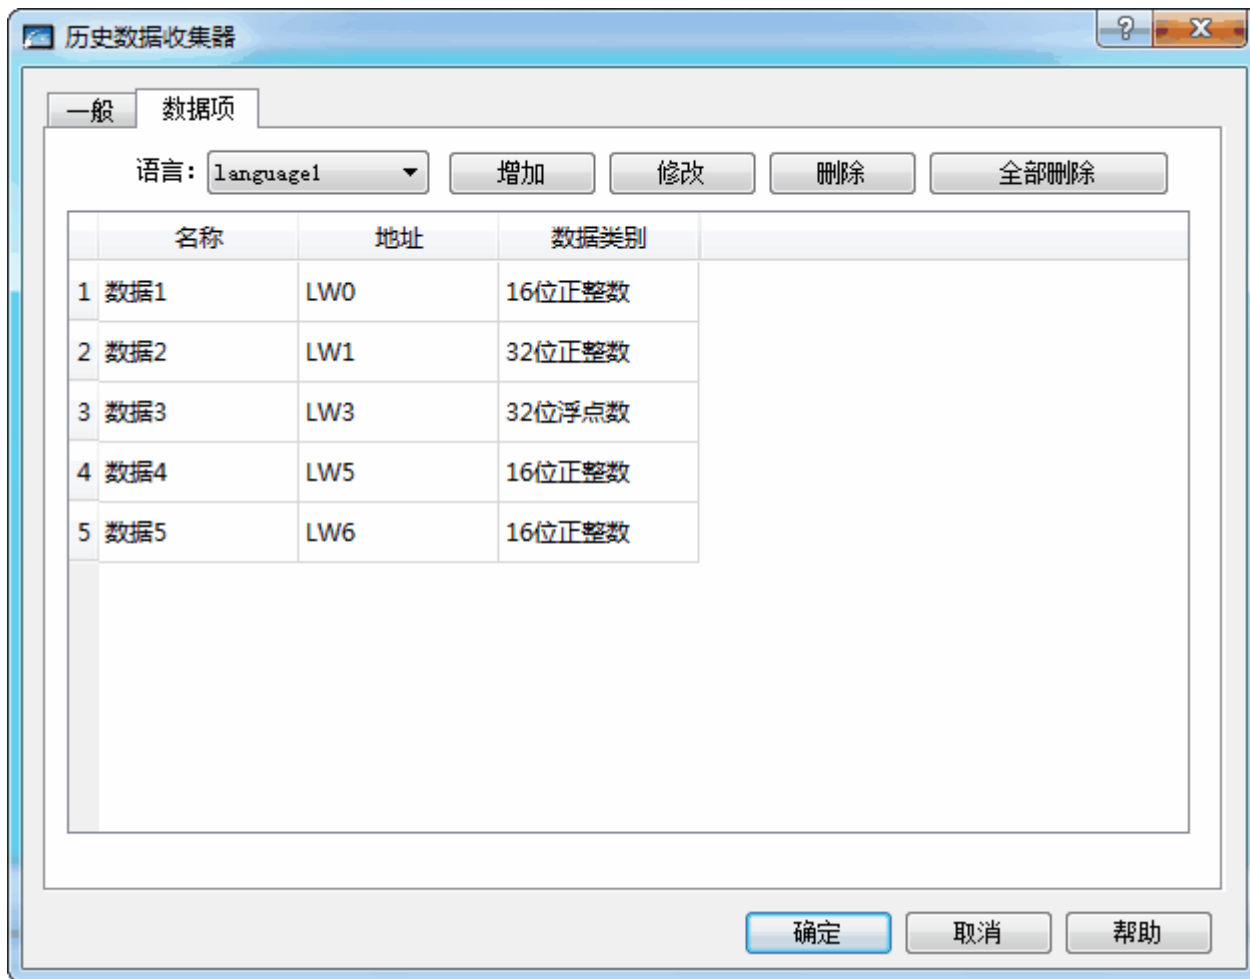 历史数据收集器
一般 数据项
语言: language1 增加 修改 删除 全部删除
名称 地址 数据类别
1 数据1 LW0 16位正整数
2 数据2 LW1 32位正整数
3 数据3 LW3 32位浮点数
4 数据4 LW5 16位正整数
5 数据5 LW6 16位正整数
确定 取消 帮助